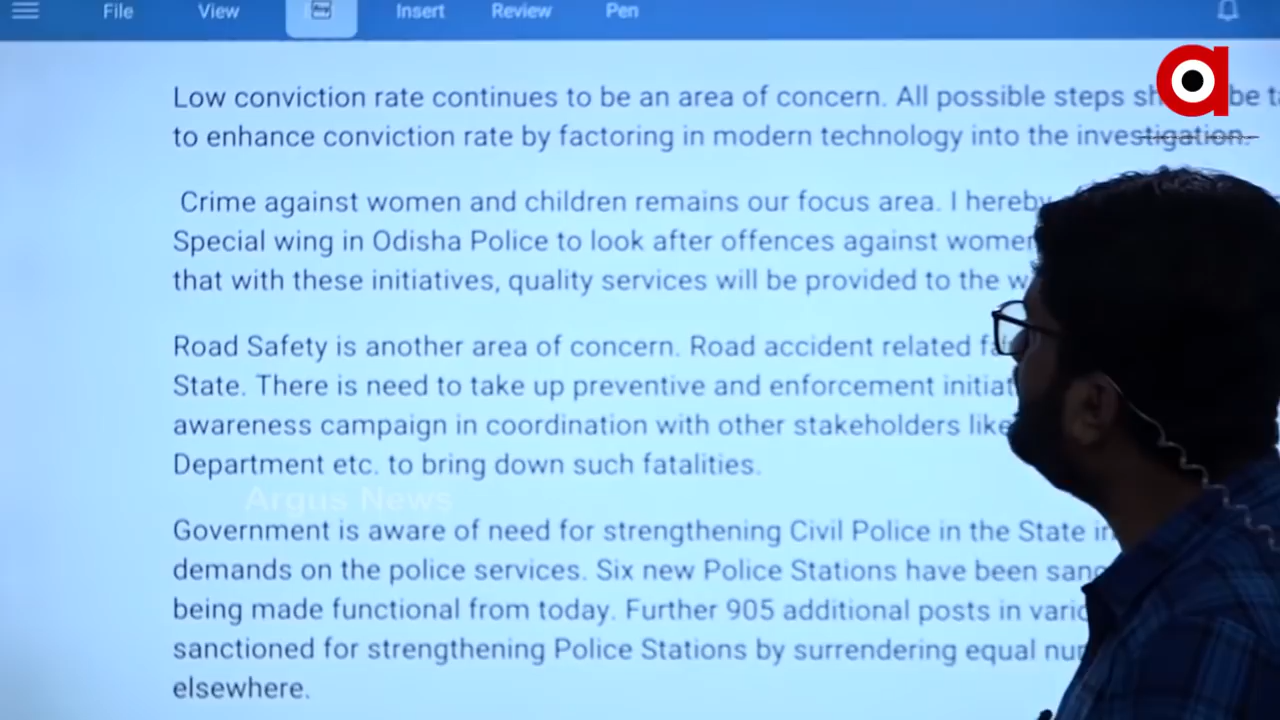 File View Insert Review Pen
Low conviction rate continues to be an area of concern. All possible steps be
to enhance conviction rate by factoring in modern technology into the investigation.
Crime against women and children remains our focus area. I hereby
Special wing in Odisha Police to look after offences against
that with these initiatives, quality services will be provided to the
Road Safety is another area of concern. Road accident related
State. There is need to take up preventive and enforcement
awareness campaign in coordination with other stakeholders like
Department etc. to bring down such fatalities.
Argus News
Government is aware of need for strengthening Civil Police in the State
demands on the police services. Six new Police Stations have been
being made functional from today. Further 905 additional posts in
sanctioned for strengthening Police Stations by surrendering equal
elsewhere.